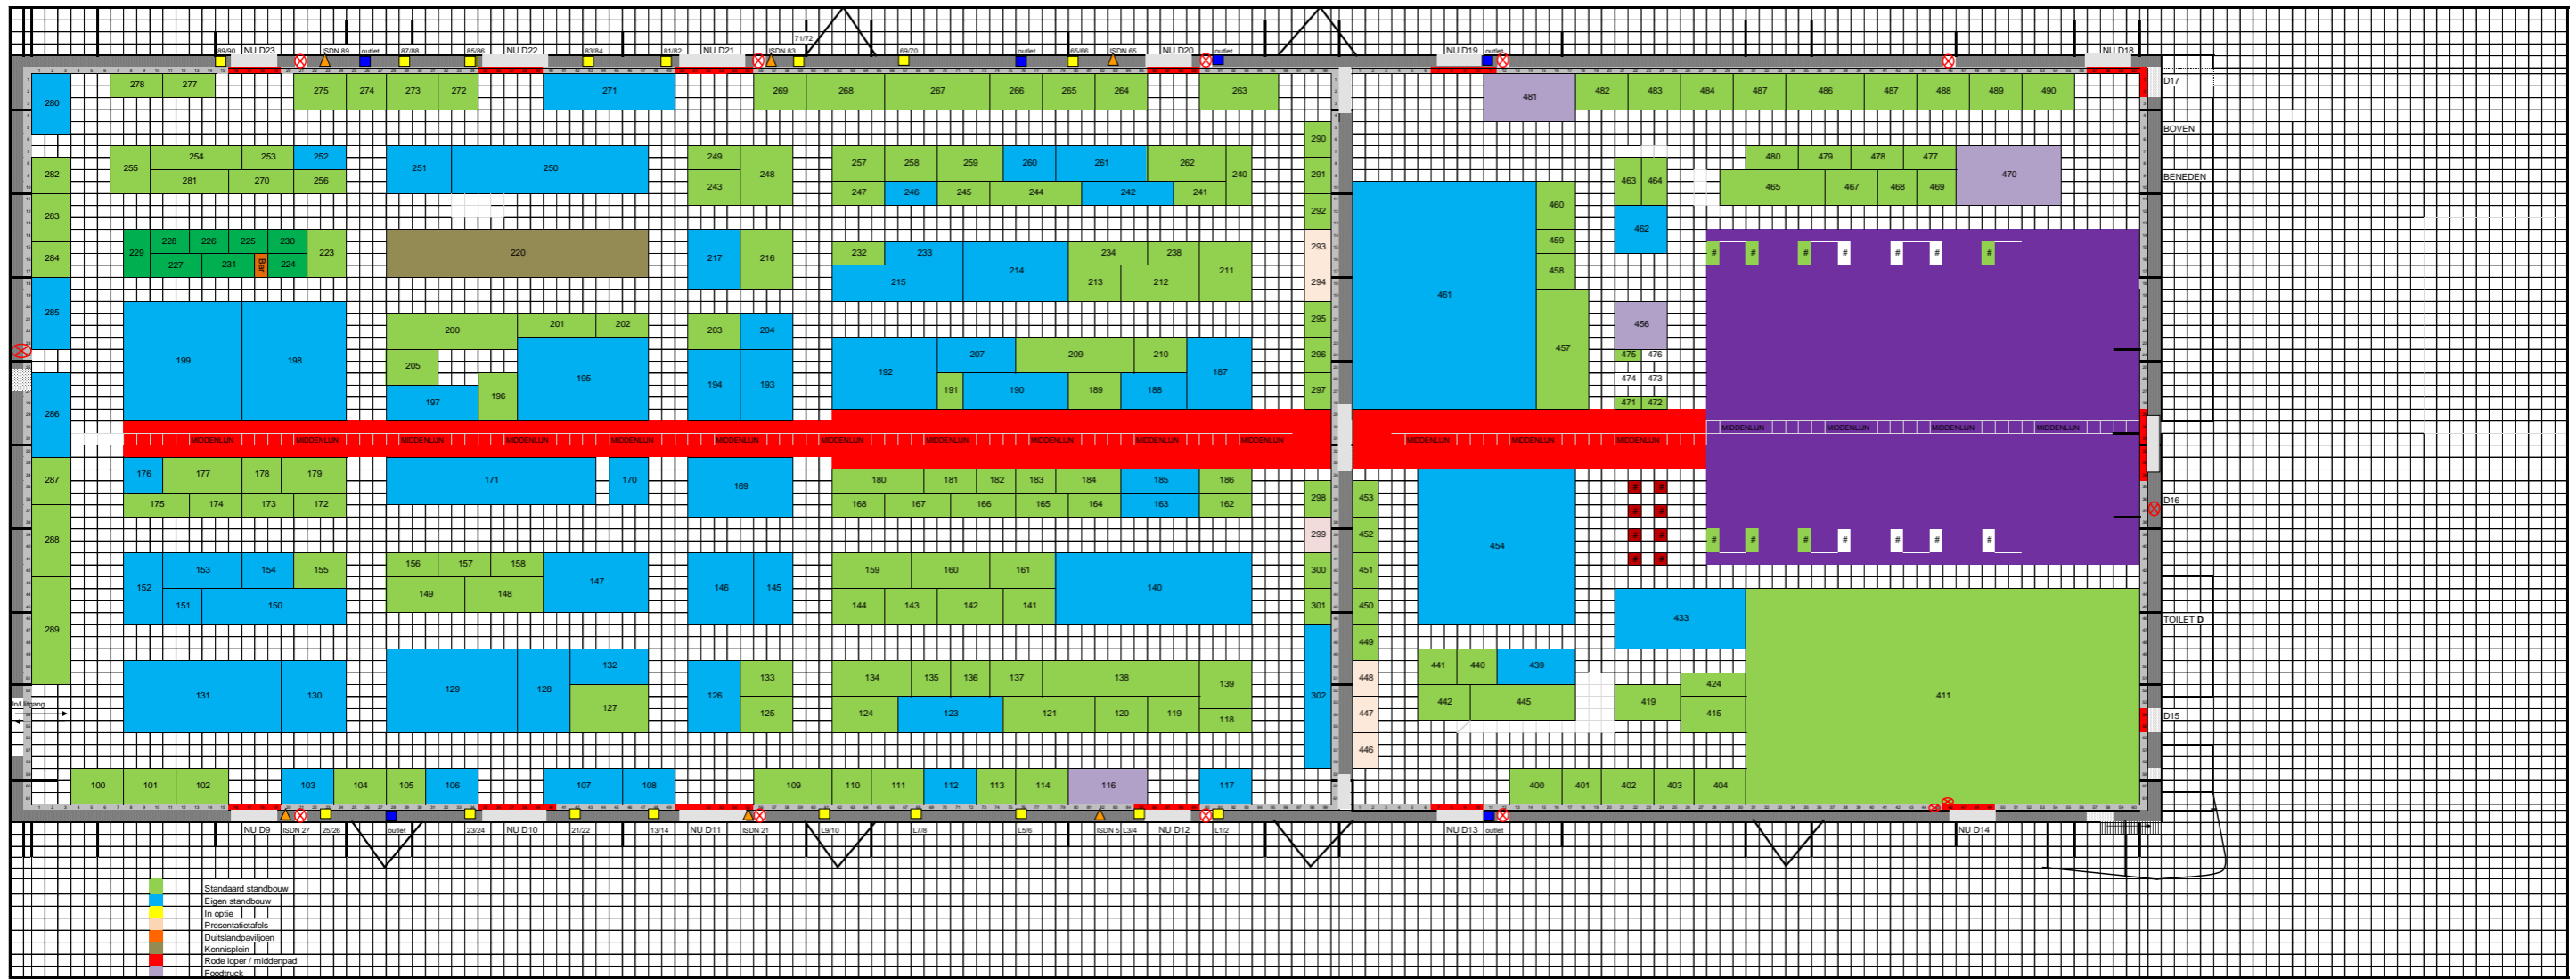 71/72
89/90 NU D23 ISDN 89 outlet 87/88 85/86 NU D22 83/84 81/82 NU D21 ISDN 83 69/70 outlet 65/66 ISDN 65 NU D20 outlet NU D19 outlet NU D18
D17
278 277 275 274 273 272 271 269 268 267 266 265 264 263 481 482 483 484 487 486 487 488 489 490
280
BOVEN
290
255 254 253 252 251 250 249 248 257 258 259 260 261 262 240 480 479 478 477
282 281 270 256 243 247 246 245 244 242 241 291 463 464 465 467 468 469 470
BENEDEN
283 292 460 462
229 228 226 225 230 223 220 217 216 232 233 214 234 238 211 293 459
284 227 231 Bar 224 215 213 212 294 458 461
# # # # # # #
285 200 201 202 203 204 295 456
199 198 205 195 194 193 192 207 209 210 187 296 457 475 476
286 197 196 191 190 189 188 297 474 473
471 472
MIDDENLIJN MIDDENLIJN MIDDENLIJN MIDDENLIJN MIDDENLIJN MIDDENLIJN MIDDENLIJN MIDDENLIJN MIDDENLIJN MIDDENLIJN MIDDENLIJN MIDDENLIJN MIDDENLIJN MIDDENLIJN MIDDENLIJN MIDDENLIJN MIDDENLIJN MIDDENLIJN
287 176 177 178 179 171 170 169 180 181 182 183 184 185 186
175 174 173 172 168 167 166 165 164 163 162 298 453 # #
D16
# #
288 299 452 454 # #
# # # # # # #
# #
152 153 154 155 156 157 158 147 146 145 159 160 161 140 300 451
151 150 149 148 144 143 142 141 301 450
289 433
TOILET D
449
131 130 129 128 132 126 133 134 135 136 137 138 139 302 448 441 440 439 424 411
127 125 124 123 121 120 119 118 447 442 445 419 415
In/Uitgang
D15
446
100 101 102 103 104 105 106 107 108 109 110 111 112 113 114 116 117 400 401 402 403 404
NU D9 ISDN 27 25/26 outlet 23/24 NU D10 21/22 13/14 NU D11 ISDN 21 L9/10 L7/8 L5/6 ISDN 5 L3/4 NU D12 L1/2 NU D13 outlet NU D14
Standaard standbouw
Eigen standbouw
In optie
Presentatietafels
Duitslandpaviljoen
Kennisplein
Rode loper / middenpad
Foodtruck